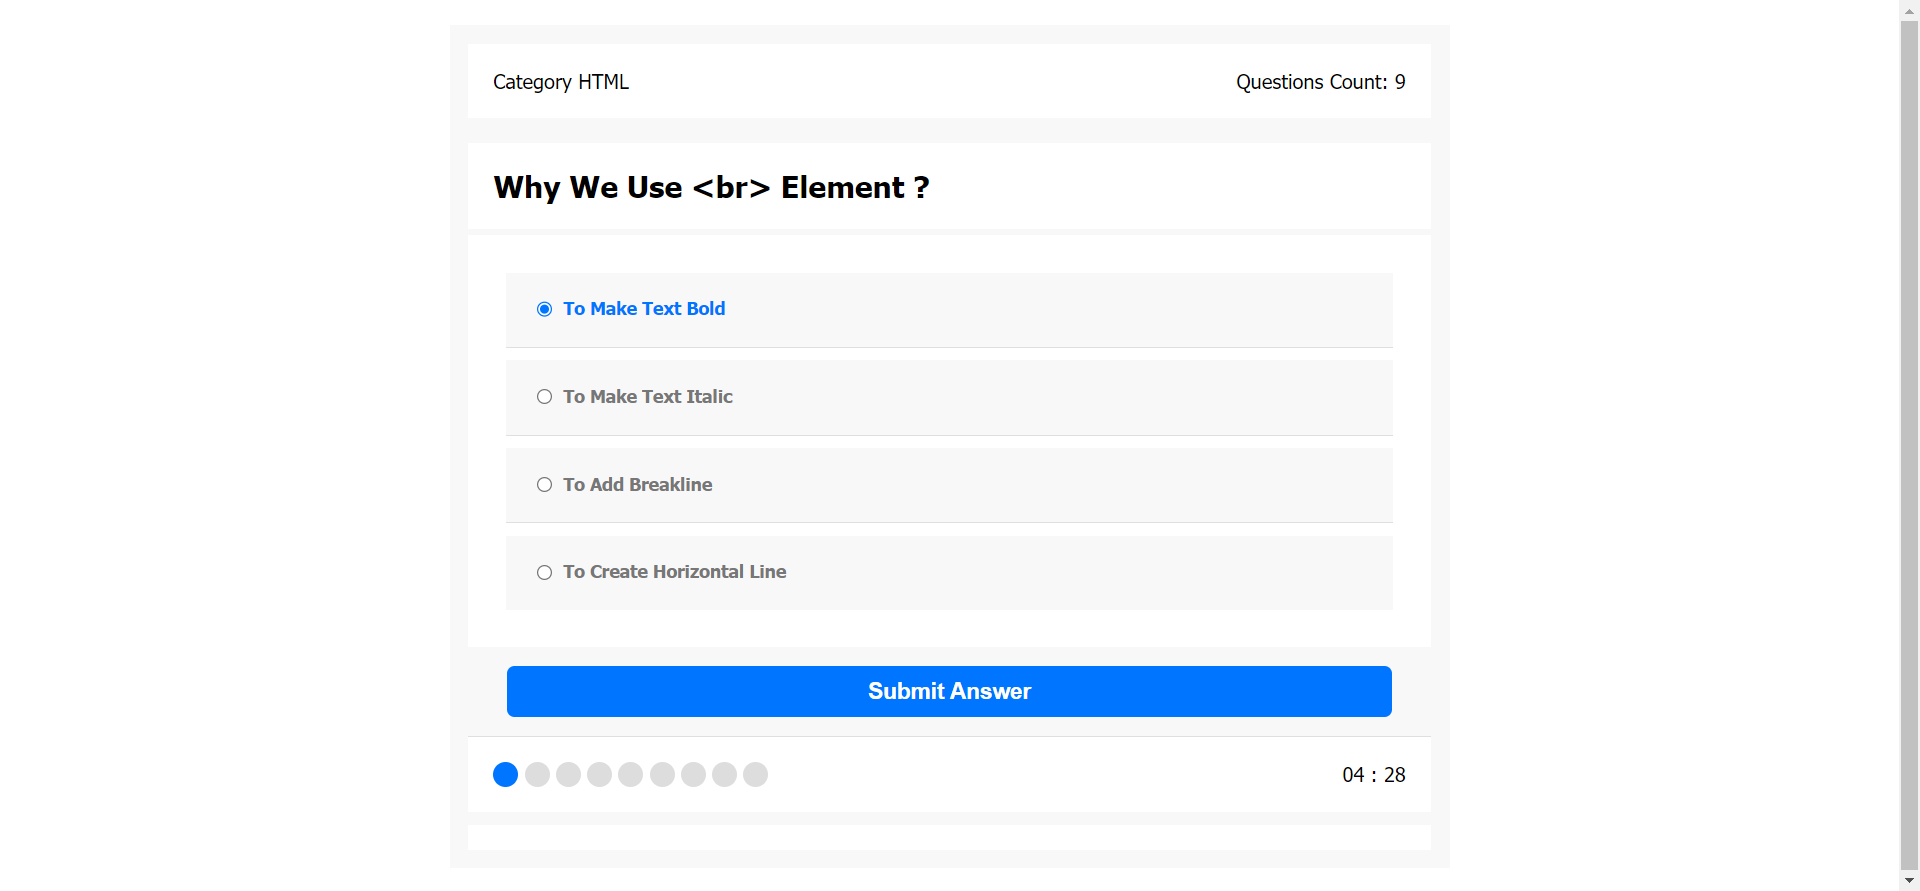 Category HTML
Questions Count: 9
Why We Use <br> Element ?
To Make Text Bold
To Make Text Italic
To Add Breakline
To Create Horizontal Line
Submit Answer
04 : 28